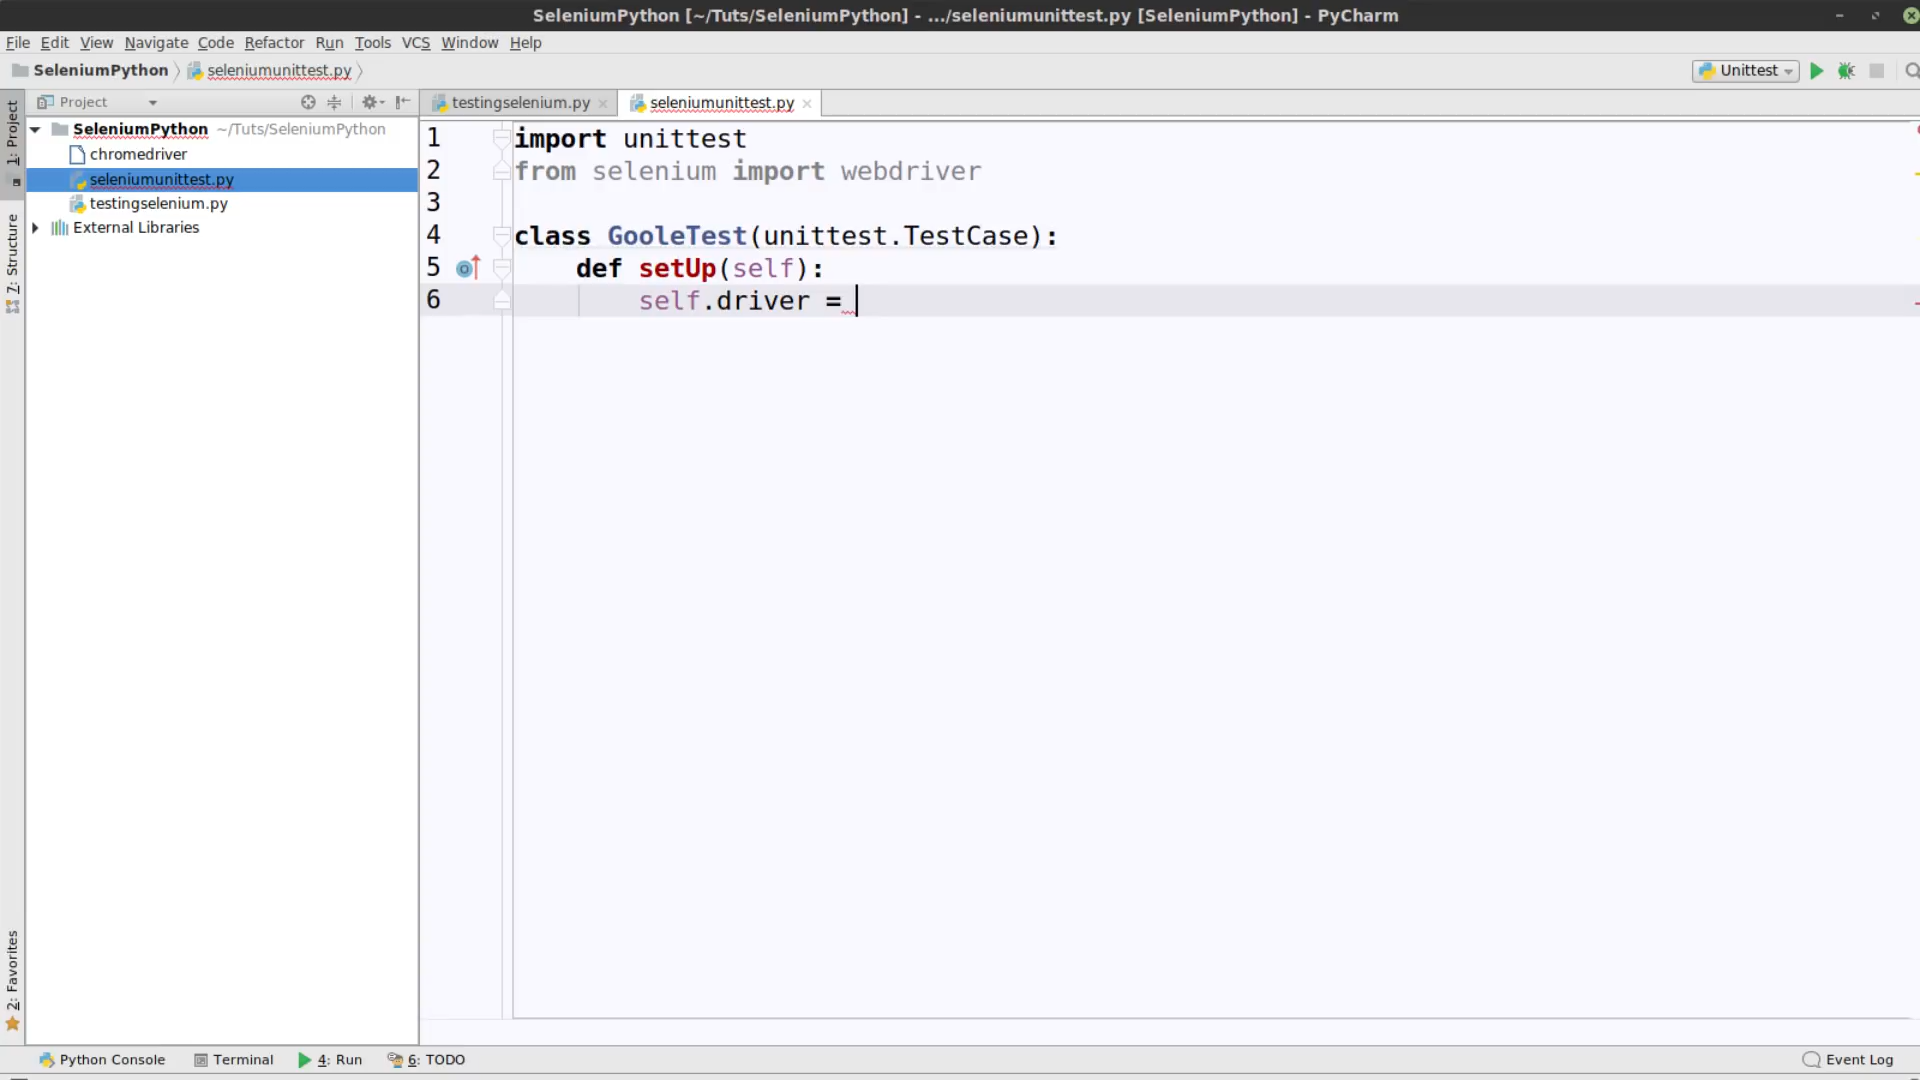 SeleniumPython [~/Tuts/SeleniumPython] - .../seleniumunittest.py [SeleniumPython] - PyCharm
File Edit View Navigate Code Refactor Run Tools VCS Window Help
SeleniumPython seleniumunittest.py Unittest
1: Project
7: Structure
2: Favorites
Project
SeleniumPython ~/Tuts/SeleniumPython
chromedriver
seleniumunittest.py
testingselenium.py
External Libraries
testingselenium.py seleniumunittest.py
1 import unittest
2 from selenium import webdriver
3
4 class GooleTest(unittest.TestCase):
5 def setUp(self):
6 self.driver =
Python Console Terminal 4: Run 6: TODO Event Log